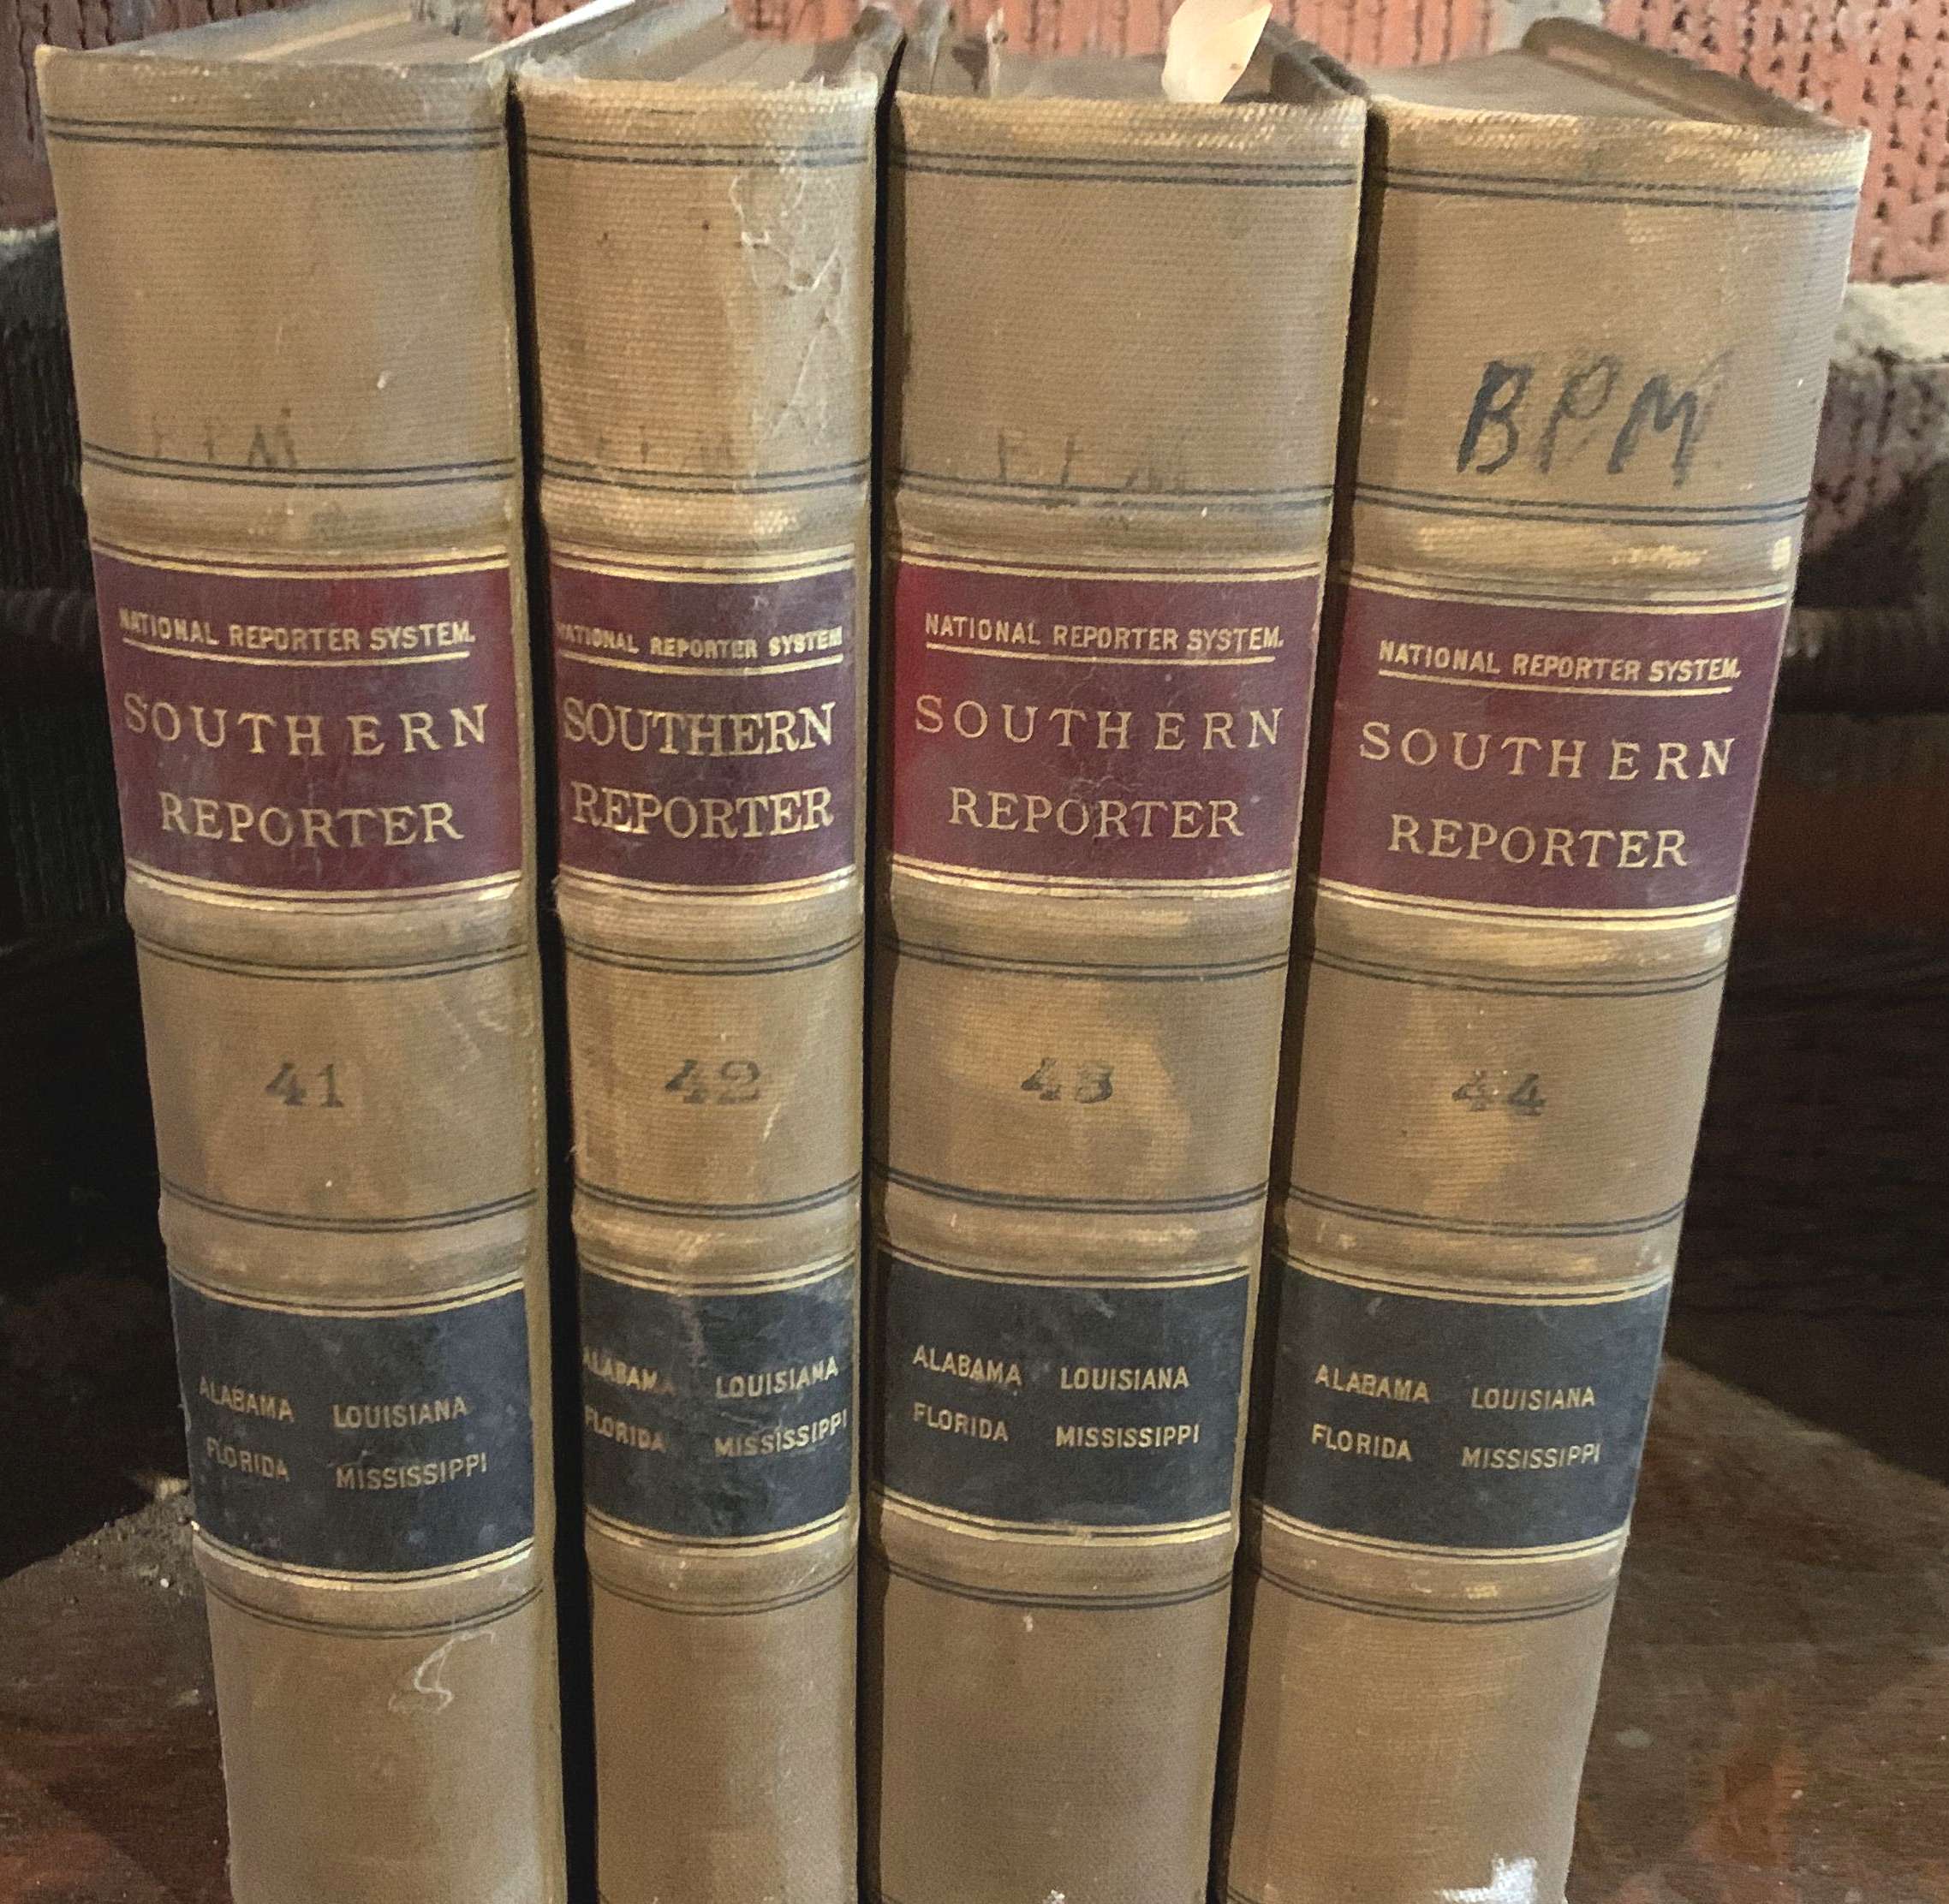 NATIONAL REPORTER SYSTEM.
SOUTHERN
REPORTER
41
ALABAMA LOUISIANA
FLORIDA MISSISSIPPI
NATIONAL REPORTER SYSTEM
SOUTHERN
REPORTER
42
ALABAMA LOUISIANA
FLORIDA MISSISSIPPI
NATIONAL REPORTER SYSTEM.
SOUTHERN
REPORTER
43
ALABAMA LOUISIANA
FLORIDA MISSISSIPPI
BPM
NATIONAL REPORTER SYSTEM.
SOUTHERN
REPORTER
44
ALABAMA LOUISIANA
FLORIDA MISSISSIPPI